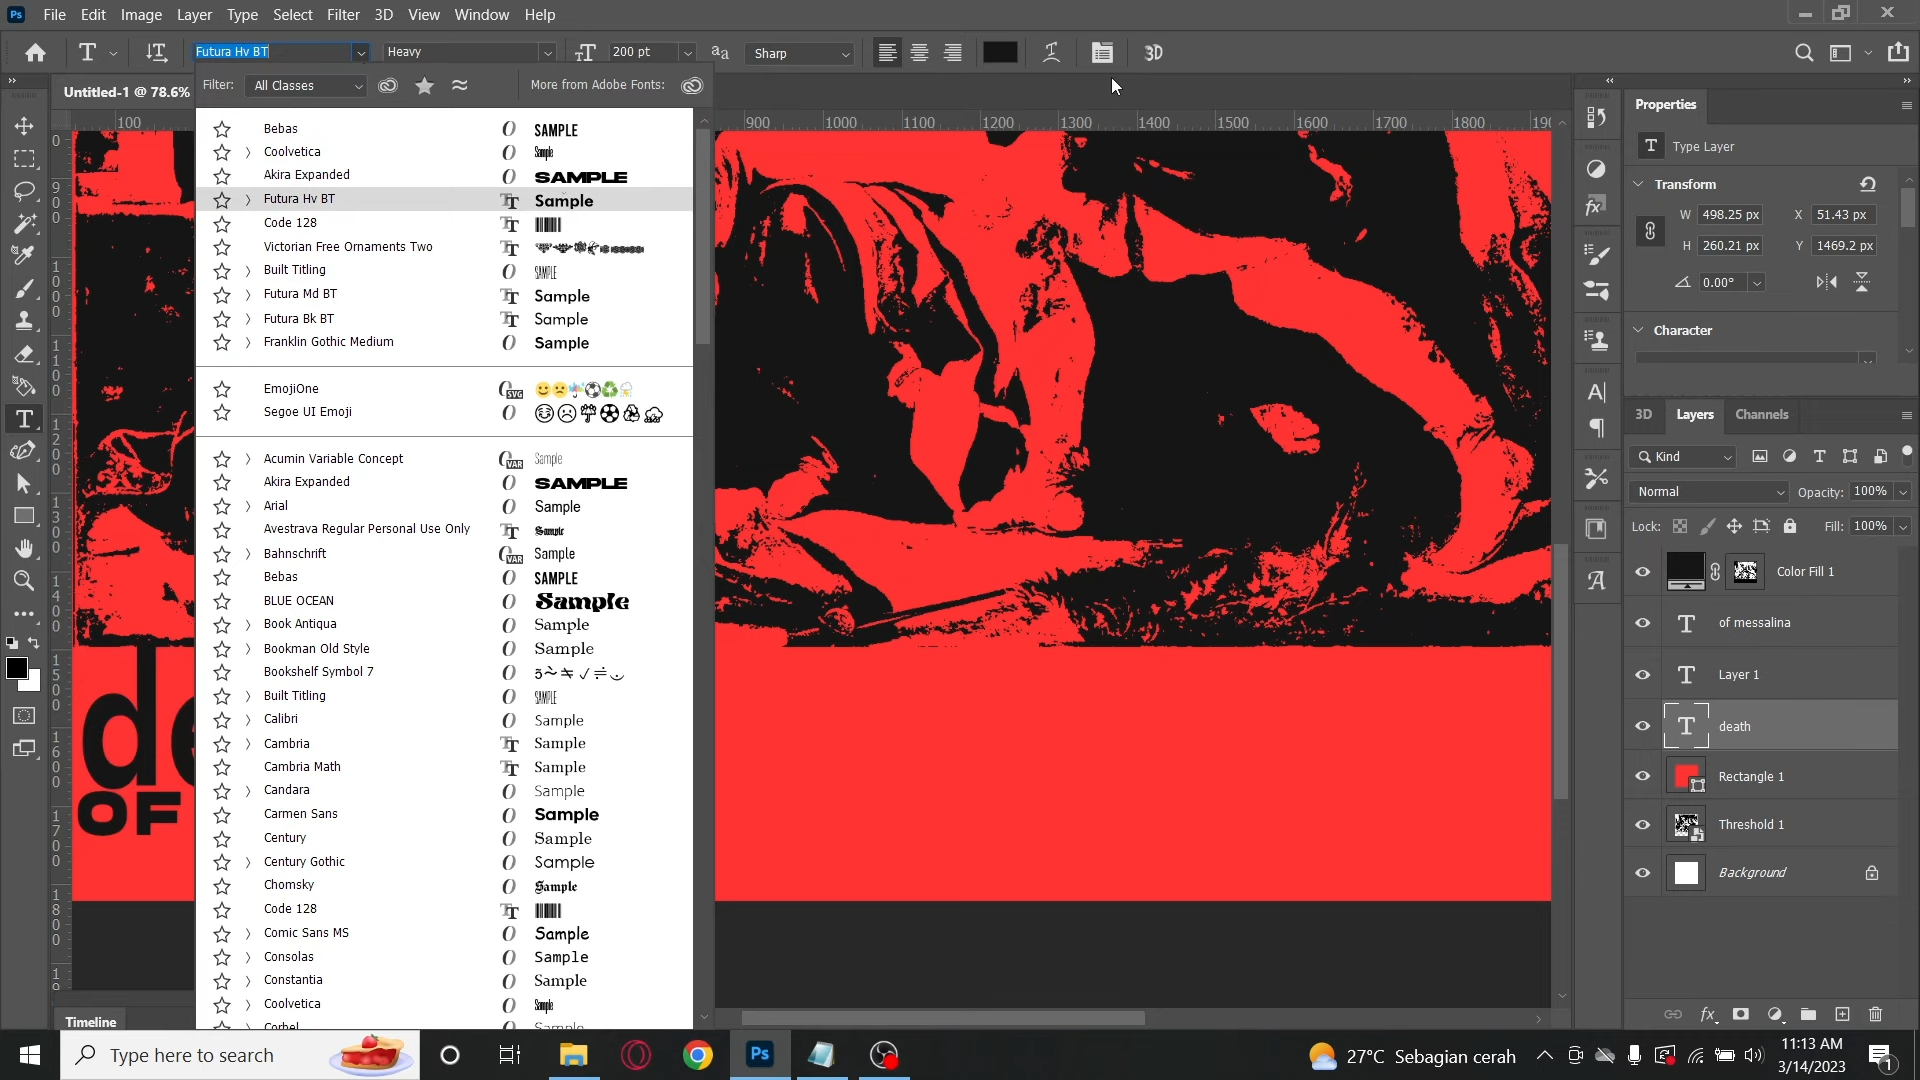 File Edit Image Layer Type Select Filter 3D View Window Help
Futura Hv BT Heavy 200 pt Sharp
Untitled-1 @ 78.6%
Filter: All Classes More from Adobe Fonts:
Bebas SAMPLE
Coolvetica Sample
Akira Expanded SAMPLE
Futura Hv BT Sample
Code 128
Victorian Free Ornaments Two
Built Titling SAMPLE
Futura Md BT Sample
Futura Bk BT Sample
Franklin Gothic Medium Sample
EmojiOne
Segoe UI Emoji
Acumin Variable Concept Sample
Akira Expanded SAMPLE
Arial Sample
Avestrava Regular Personal Use Only Sample
Bahnschrift Sample
Bebas SAMPLE
BLUE OCEAN Sample
Book Antiqua Sample
Bookman Old Style Sample
Bookshelf Symbol 7
Built Titling SAMPLE
Calibri Sample
Cambria Sample
Cambria Math Sample
Candara Sample
Carmen Sans Sample
Century Sample
Century Gothic Sample
Chomsky Sample
Code 128
Comic Sans MS Sample
Consolas Sample
Constantia Sample
Coolvetica Sample
Corbel Sample
100
900 1000 1100 1200 1300 1400 1500 1600 1700 1800
de
OF
Properties
Type Layer
Transform
W 498.25 px X 51.43 px
H 260.21 px Y 1469.2 px
0.00°
Character
3D Layers Channels
Kind
Normal Opacity: 100%
Lock: Fill: 100%
Color Fill 1
of messalina
Layer 1
death
Rectangle 1
Threshold 1
Background
Timeline
Type here to search
27°C Sebagian cerah
11:13 AM
3/14/2023
1